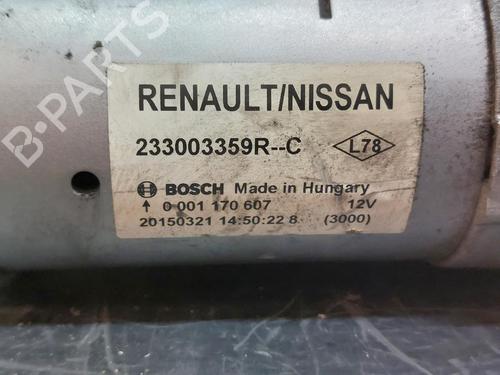 B-PARTS
RENAULT/NISSAN
233003359R--C L78
BOSCH Made in Hungary
↑ 0 001 170 607 12V
20150321 14:50:22 8 (3000)